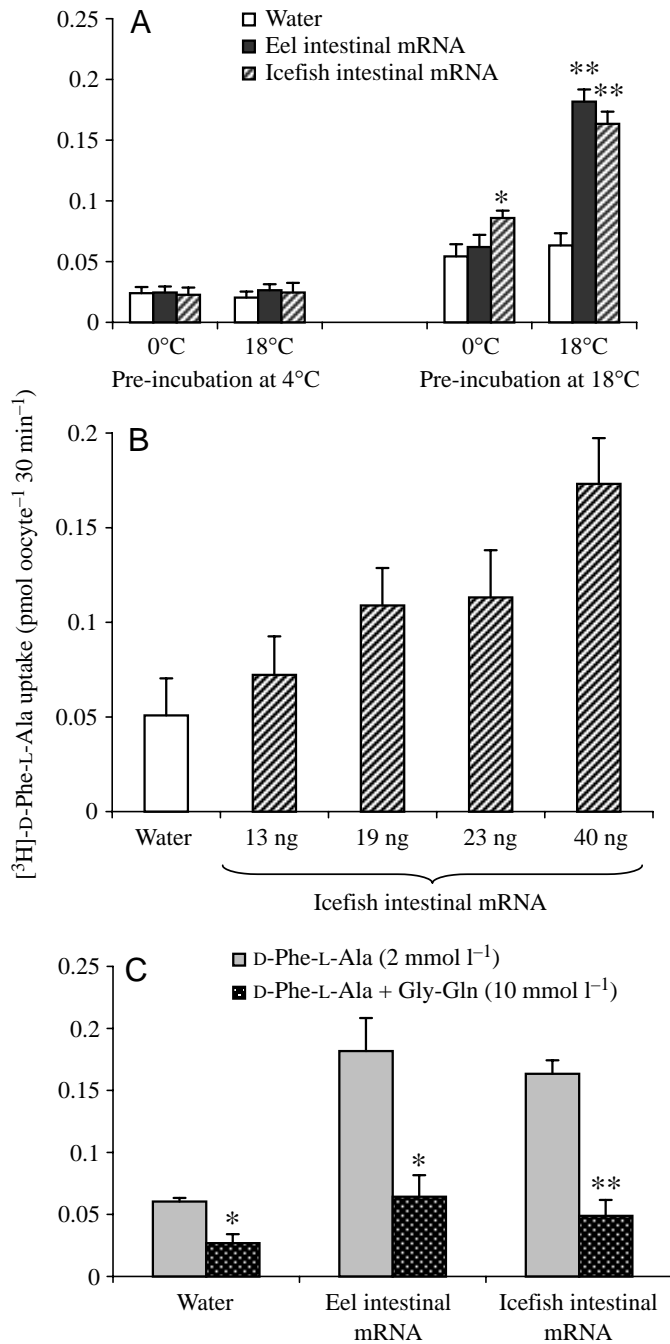 [³H]-D-Phe-L-Ala uptake (pmol oocyte⁻¹ 30 min⁻¹)
A
Water
Eel intestinal mRNA
Icefish intestinal mRNA
0.25
0.2
0.15
0.1
0.05
0
*
**
**
0°C 18°C 0°C 18°C
Pre-incubation at 4°C Pre-incubation at 18°C
B
0.2
0.15
0.1
0.05
0
Water 13 ng 19 ng 23 ng 40 ng
Icefish intestinal mRNA
C
D-Phe-L-Ala (2 mmol l⁻¹)
D-Phe-L-Ala + Gly-Gln (10 mmol l⁻¹)
0.25
0.2
0.15
0.1
0.05
0
*
*
**
Water Eel intestinal Icefish intestinal
mRNA mRNA